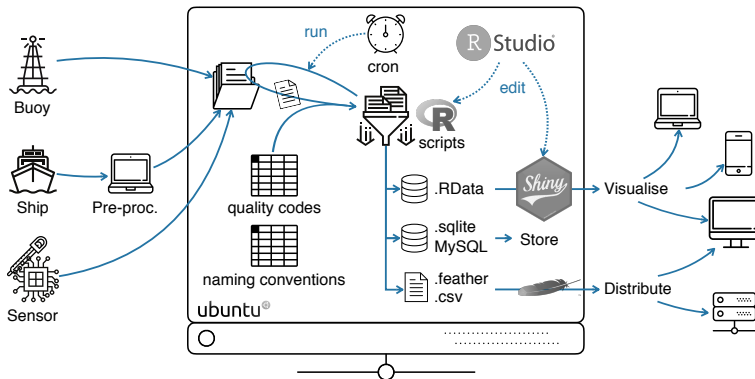 run
cron
R Studio®
edit
Buoy
R
scripts
Ship
Pre-proc.
quality codes
.RData
Shiny
Visualise
.sqlite
MySQL
Store
naming conventions
Sensor
.feather
.csv
Distribute
ubuntu®